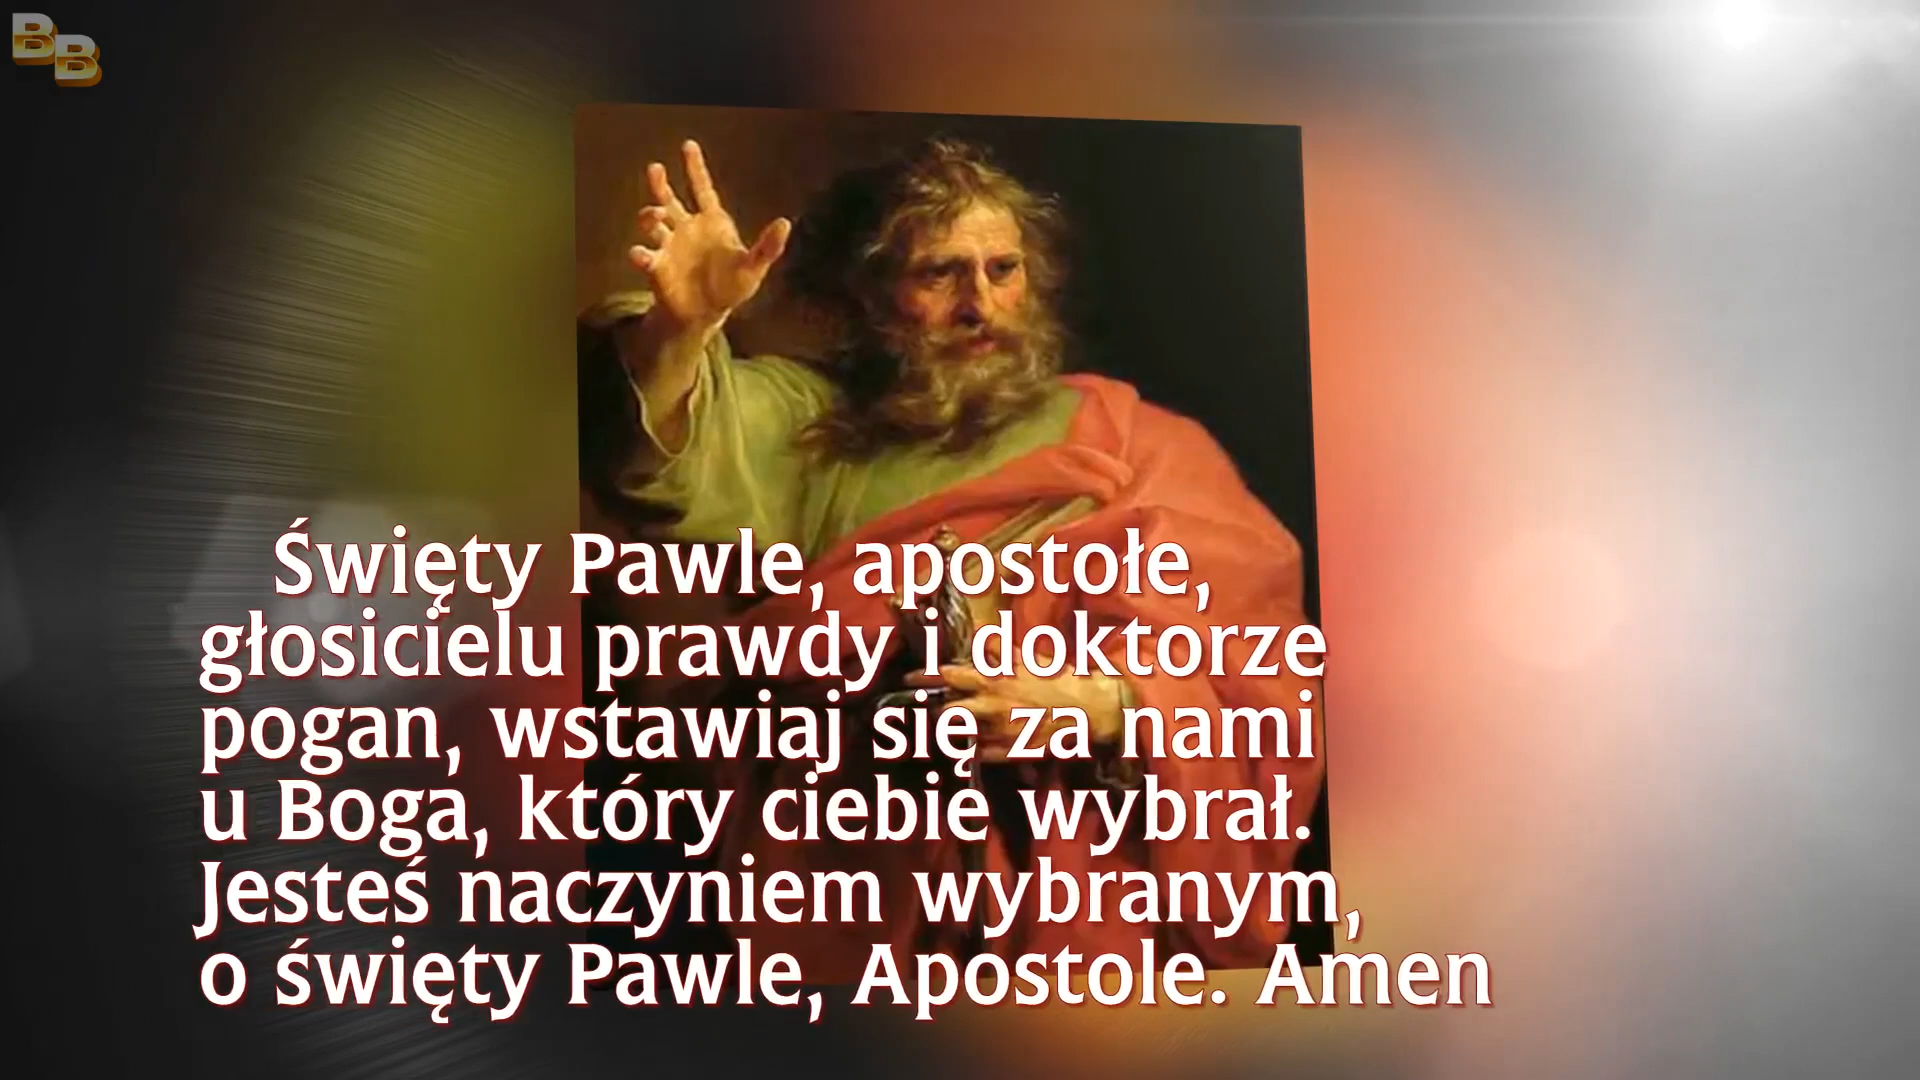 BB
Święty Pawle, apostołe,
głosicielu prawdy i doktorze
pogan, wstawiaj się za nami
u Boga, który ciebie wybrał.
Jesteś naczyniem wybranym,
o święty Pawle, Apostole. Amen